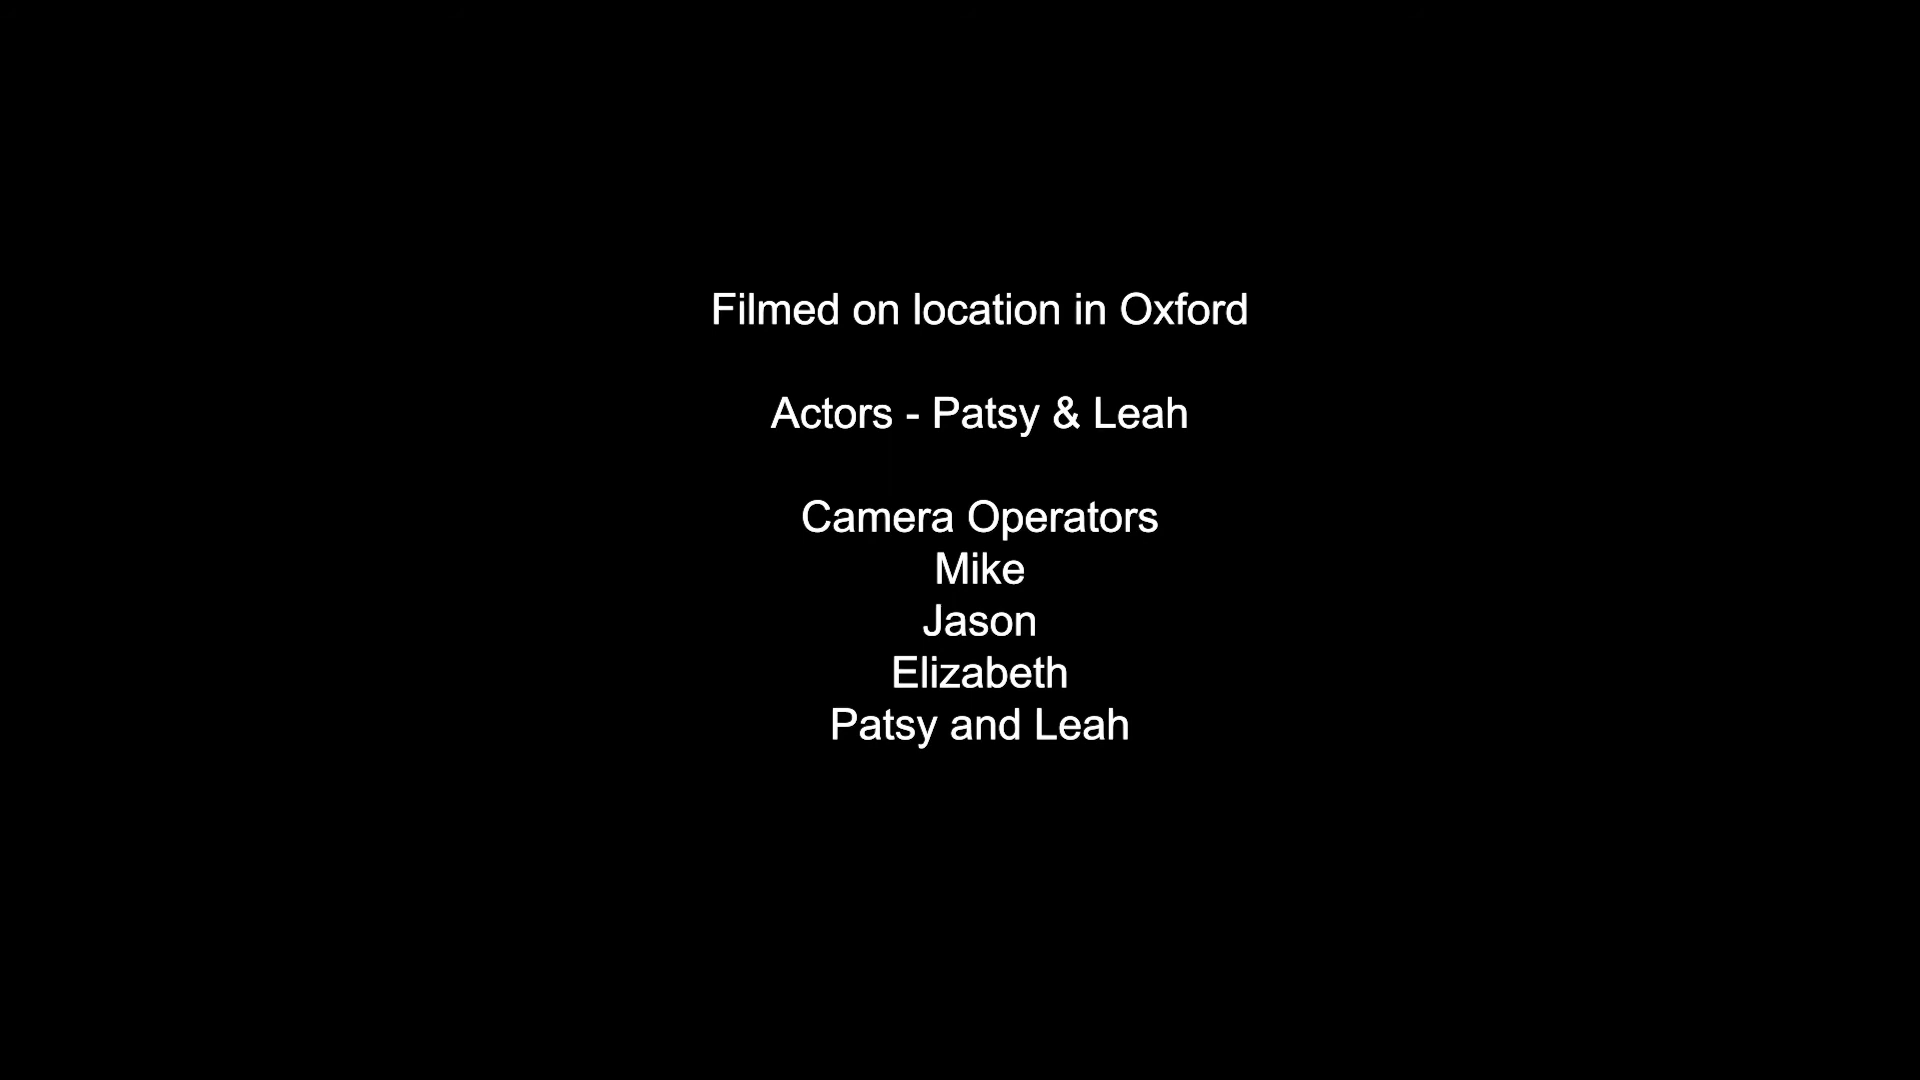 Filmed on location in Oxford
Actors - Patsy & Leah
Camera Operators
Mike
Jason
Elizabeth
Patsy and Leah